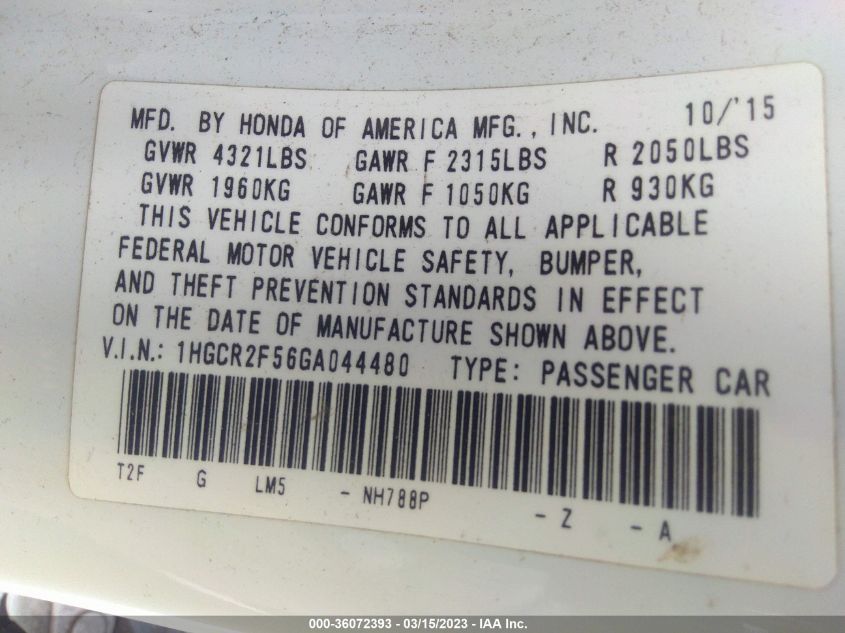 MFD. BY HONDA OF AMERICA MFG., INC. 10/'15
GVWR 4321LBS GAWR F 2315LBS R 2050LBS
GVWR 1960KG GAWR F 1050KG R 930KG
THIS VEHICLE CONFORMS TO ALL APPLICABLE
FEDERAL MOTOR VEHICLE SAFETY, BUMPER,
AND THEFT PREVENTION STANDARDS IN EFFECT
ON THE DATE OF MANUFACTURE SHOWN ABOVE.
V.I.N.: 1HGCR2F56GA044480 TYPE: PASSENGER CAR
T2F G LM5 - NH788P - Z - A
000-36072393 - 03/15/2023 - IAA Inc.